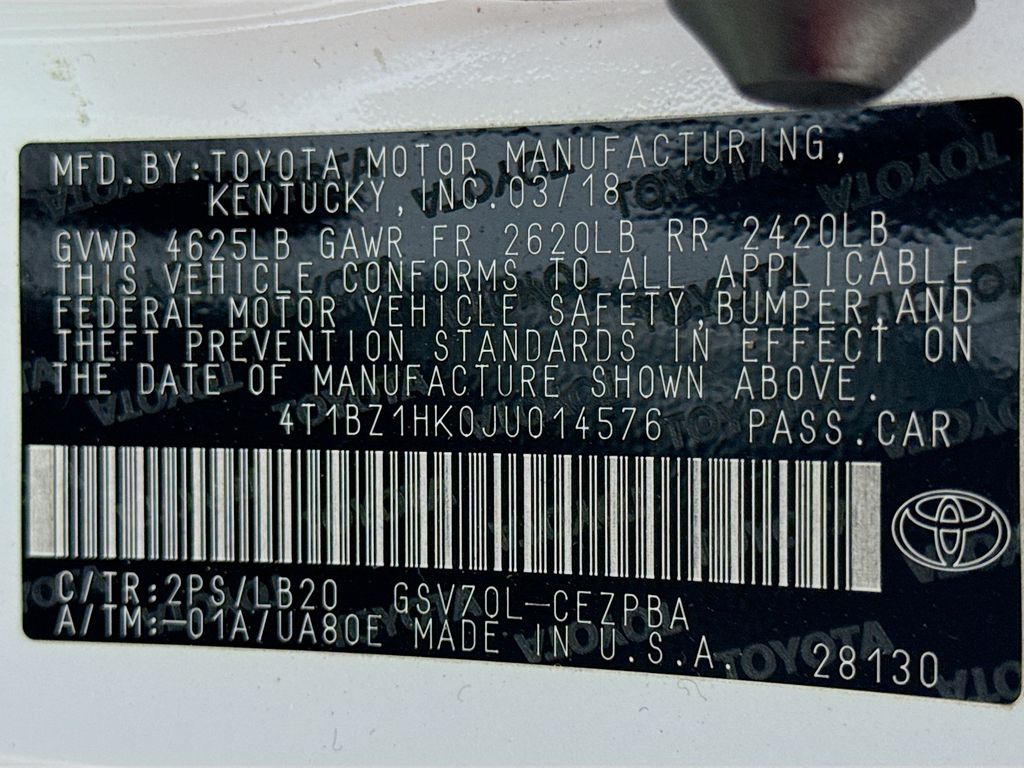 MFD.BY:TOYOTA MOTOR MANUFACTURING,
KENTUCKY,INC.03/18
GVWR 4625LB GAWR FR 2620LB RR 2420LB
THIS VEHICLE CONFORMS TO ALL APPLICABLE
FEDERAL MOTOR VEHICLE SAFETY,BUMPER,AND
THEFT PREVENTION STANDARDS IN EFFECT ON
THE DATE OF MANUFACTURE SHOWN ABOVE.
4T1BZ1HK0JU014576 PASS.CAR
C/TR:2PS/LB20 GSV70L-CEZPBA
A/TM:-01A/UA80E MADE IN U.S.A. 28130